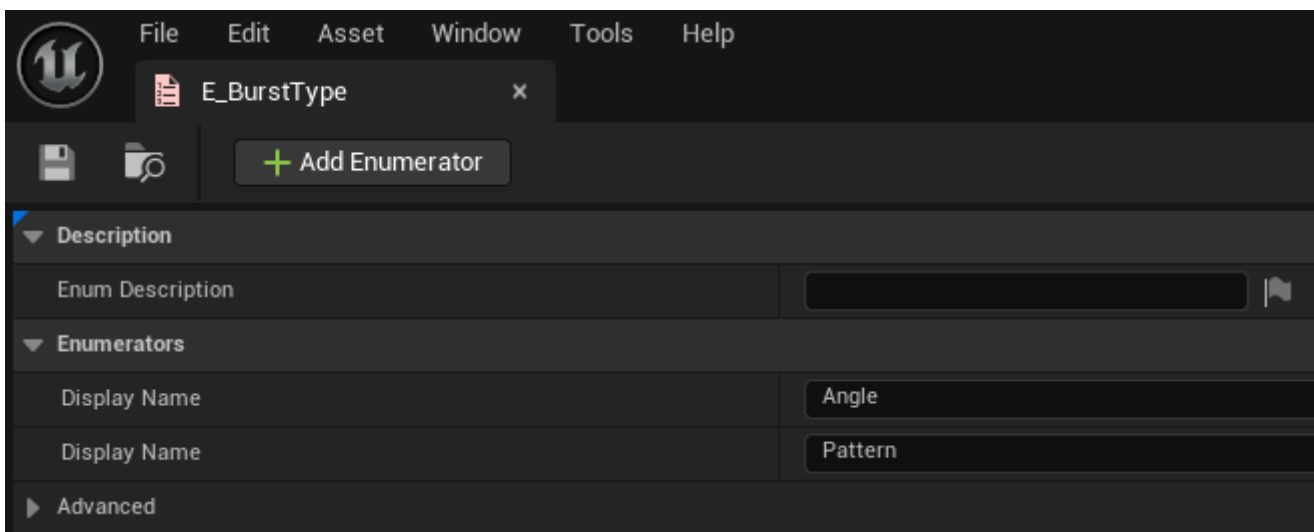 File Edit Asset Window Tools Help
E_BurstType
Add Enumerator
Description
Enum Description
Enumerators
Display Name Angle
Display Name Pattern
Advanced